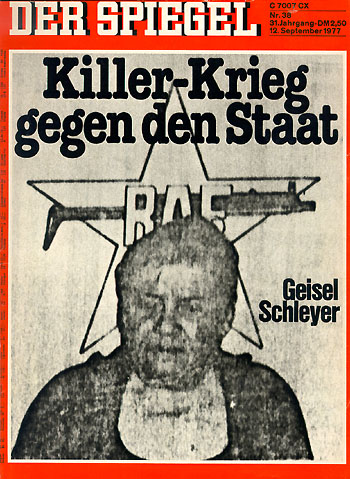 DER SPIEGEL
C 7007 CX
Nr. 38
31. Jahrgang - DM 2,50
12. September 1977
Killer-Krieg
gegen den Staat
RAF
Geisel
Schleyer